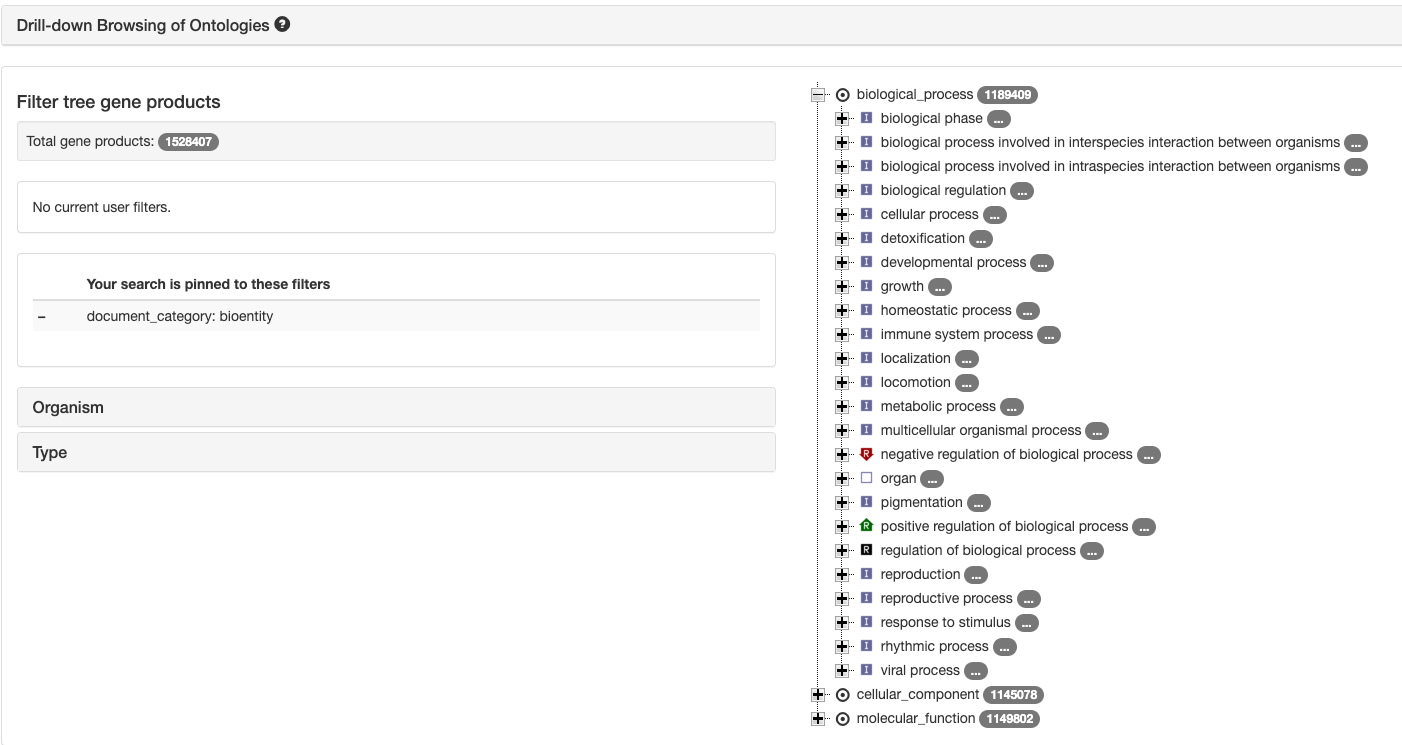 Drill-down Browsing of Ontologies ?
Filter tree gene products
Total gene products: 1528407
No current user filters.
Your search is pinned to these filters
– document_category: bioentity
Organism
Type
biological_process 1189409
I biological phase ...
I biological process involved in interspecies interaction between organisms ...
I biological process involved in intraspecies interaction between organisms ...
I biological regulation ...
I cellular process ...
I detoxification ...
I developmental process ...
I growth ...
I homeostatic process ...
I immune system process ...
I localization ...
I locomotion ...
I metabolic process ...
I multicellular organismal process ...
R negative regulation of biological process ...
organ ...
I pigmentation ...
R positive regulation of biological process ...
R regulation of biological process ...
I reproduction ...
I reproductive process ...
I response to stimulus ...
I rhythmic process ...
I viral process ...
cellular_component 1145078
molecular_function 1149802